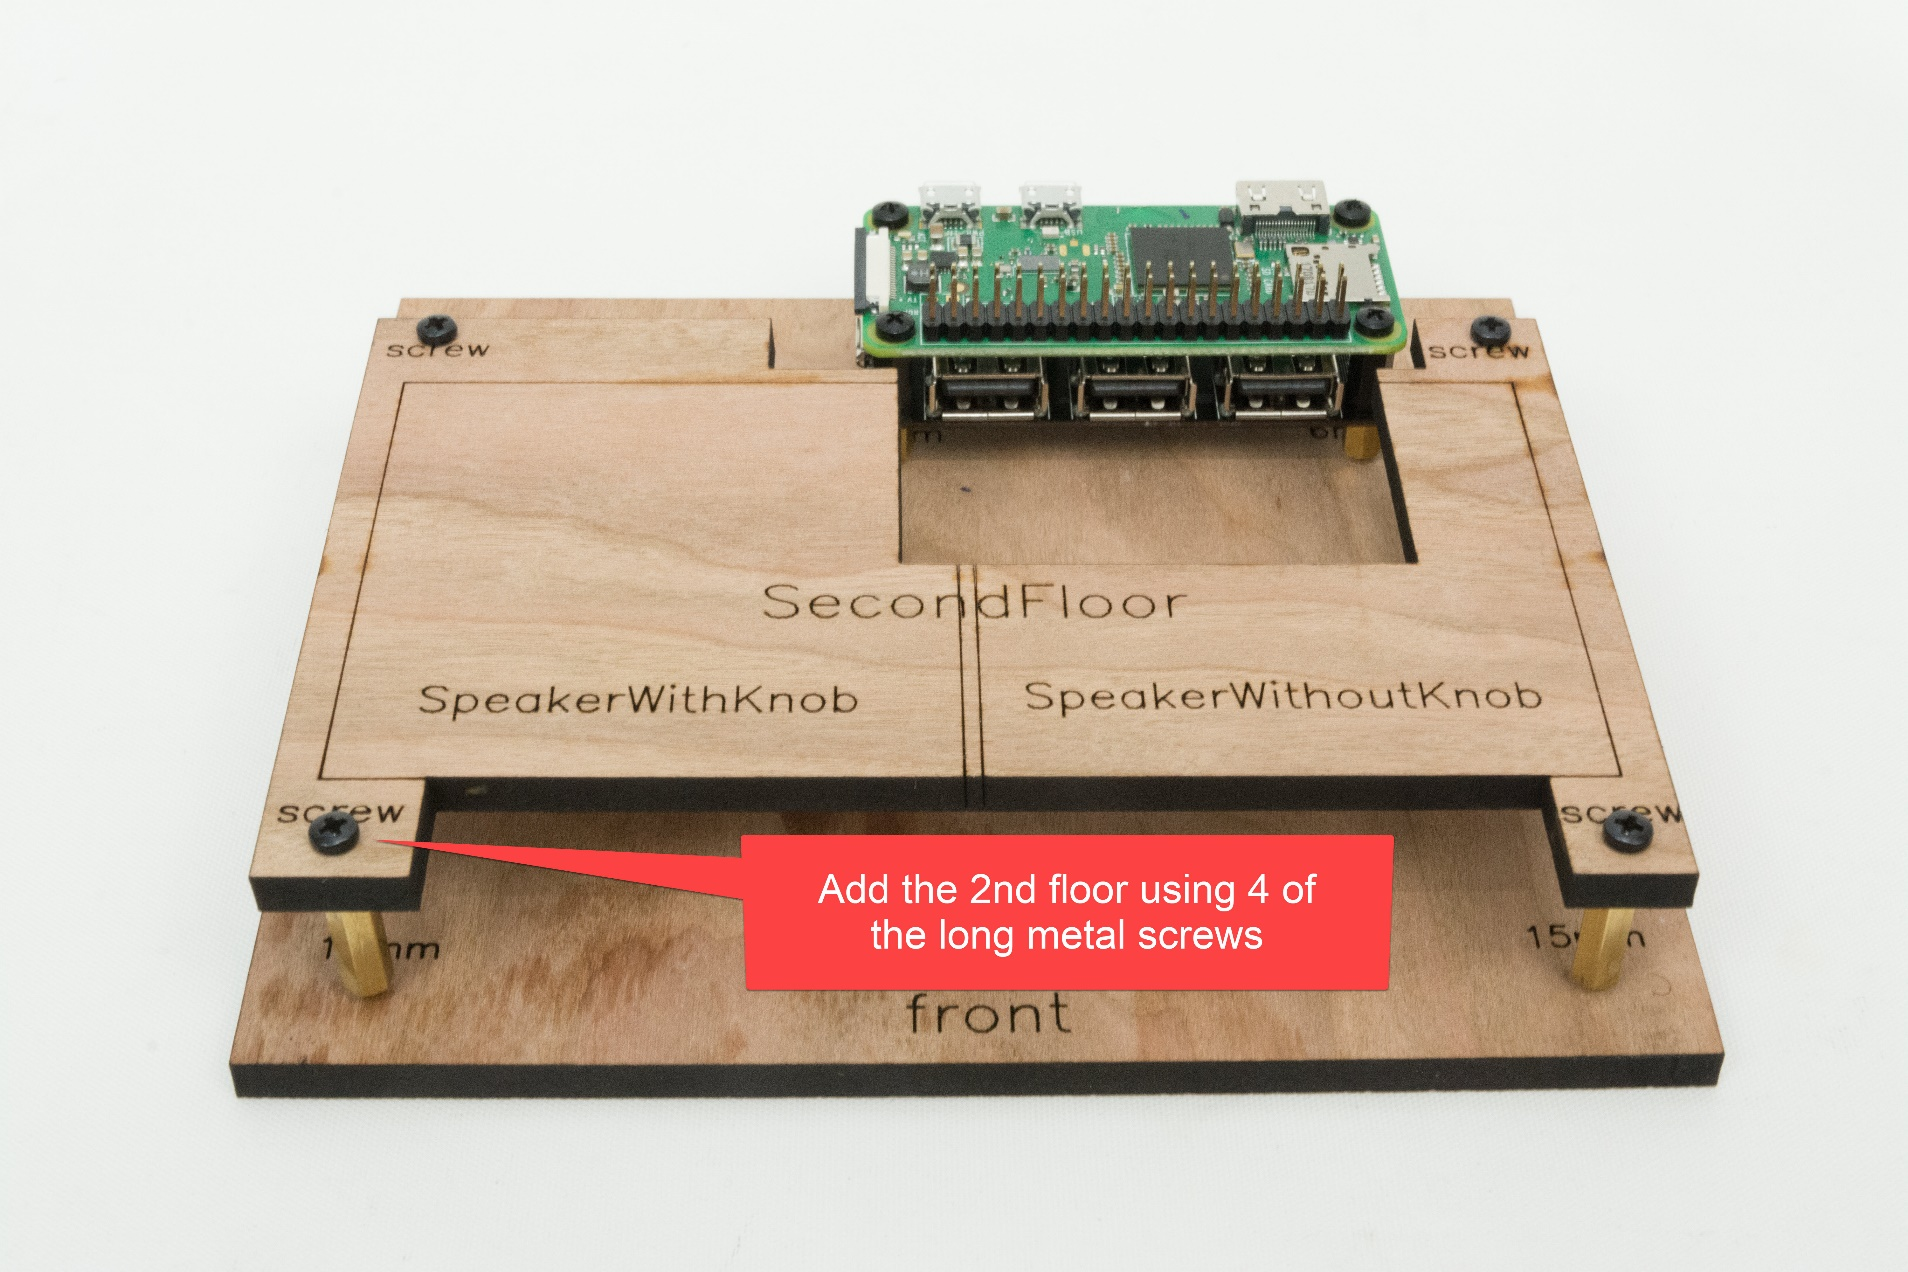 screw
screw
SecondFloor
SpeakerWithKnob
SpeakerWithoutKnob
screw
screw
Add the 2nd floor using 4 of
the long metal screws
front